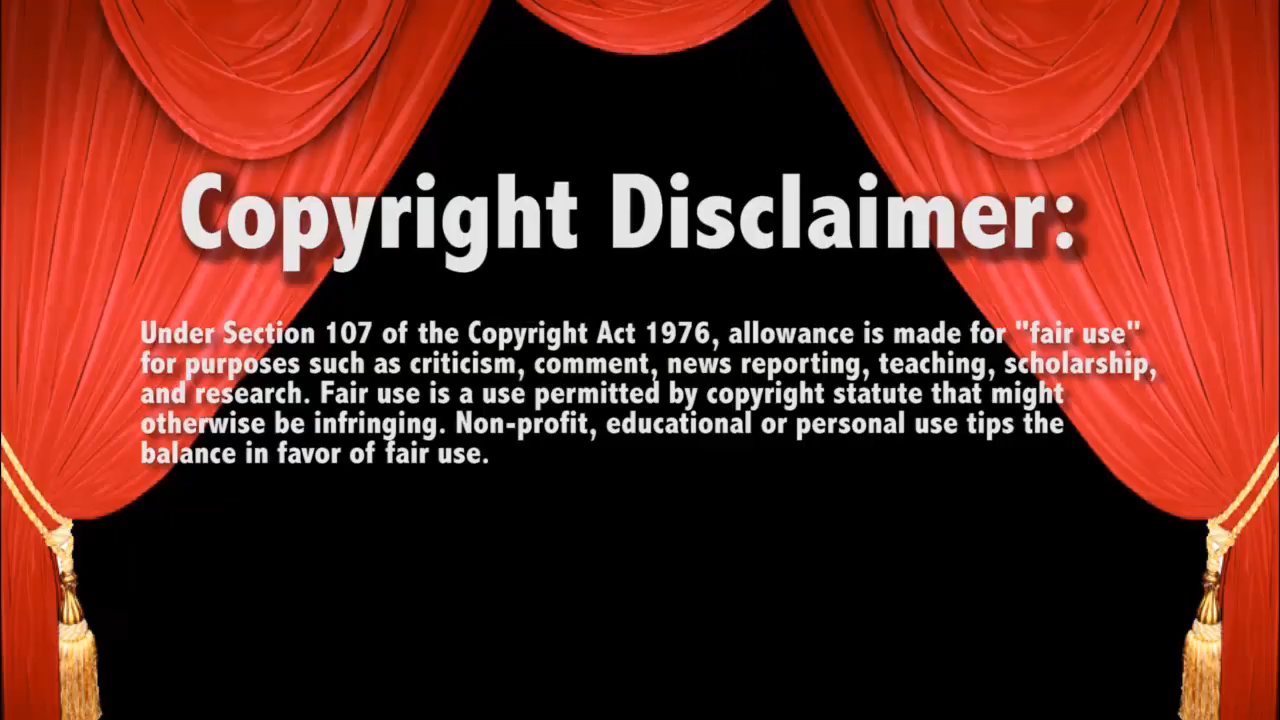 Copyright Disclaimer:
Under Section 107 of the Copyright Act 1976, allowance is made for "fair use"
for purposes such as criticism, comment, news reporting, teaching, scholarship,
and research. Fair use is a use permitted by copyright statute that might
otherwise be infringing. Non-profit, educational or personal use tips the
balance in favor of fair use.